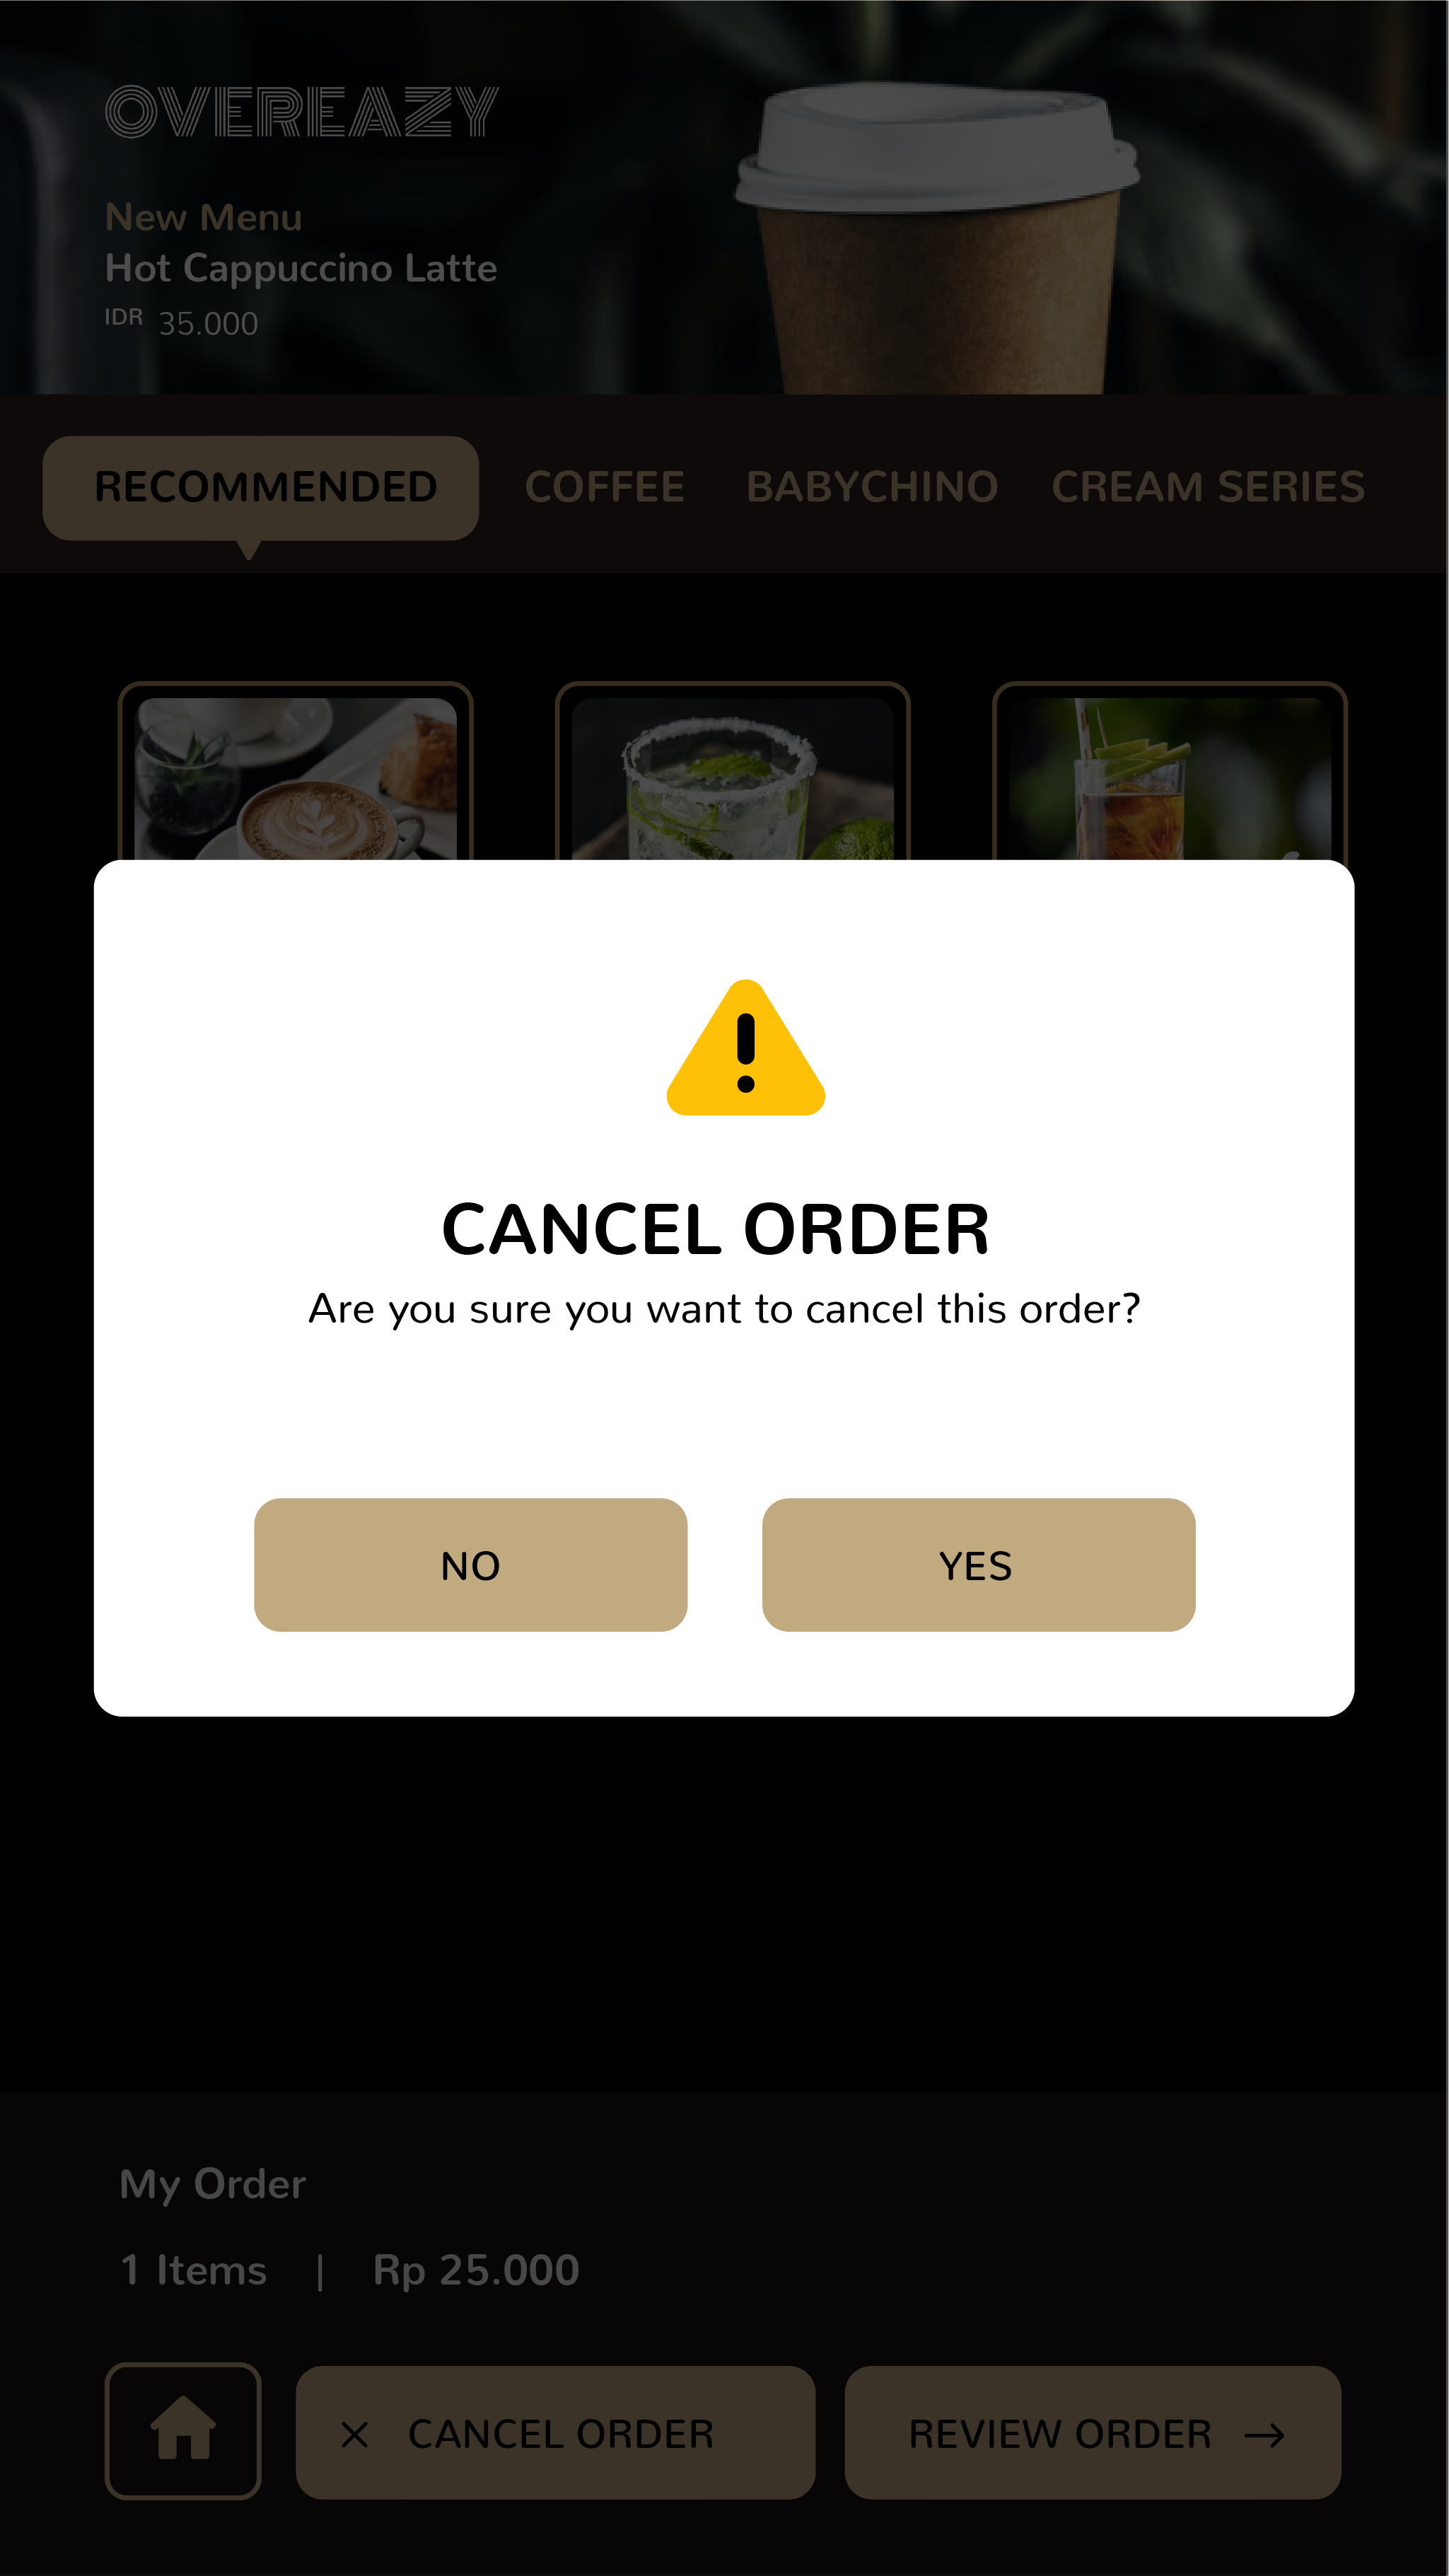 OVEREAZY
New Menu
Hot Cappuccino Latte
IDR 35.000
RECOMMENDED COFFEE BABYCHINO CREAM SERIES
CANCEL ORDER
Are you sure you want to cancel this order?
NO YES
My Order
1 Items | Rp 25.000
CANCEL ORDER REVIEW ORDER